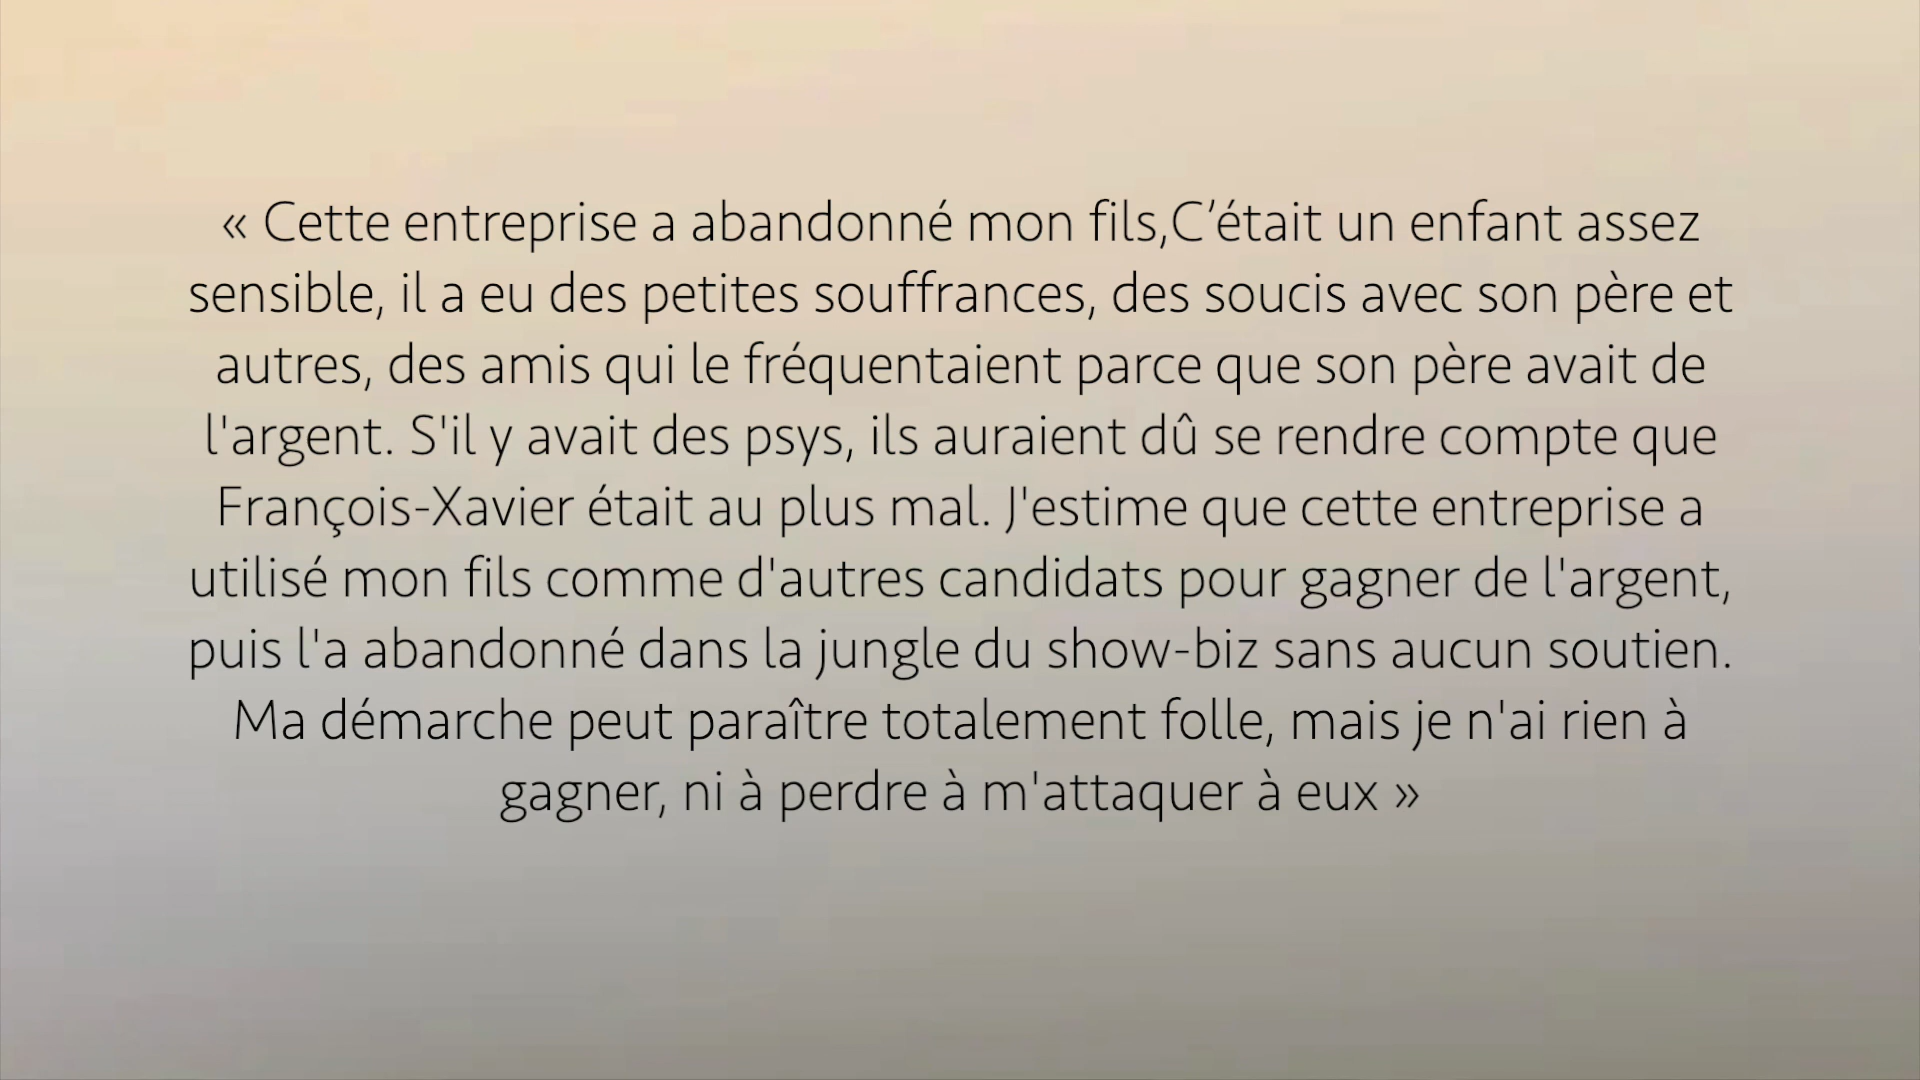 « Cette entreprise a abandonné mon fils,C’était un enfant assez
sensible, il a eu des petites souffrances, des soucis avec son père et
autres, des amis qui le fréquentaient parce que son père avait de
l'argent. S'il y avait des psys, ils auraient dû se rendre compte que
François-Xavier était au plus mal. J'estime que cette entreprise a
utilisé mon fils comme d'autres candidats pour gagner de l'argent,
puis l'a abandonné dans la jungle du show-biz sans aucun soutien.
Ma démarche peut paraître totalement folle, mais je n'ai rien à
gagner, ni à perdre à m'attaquer à eux »